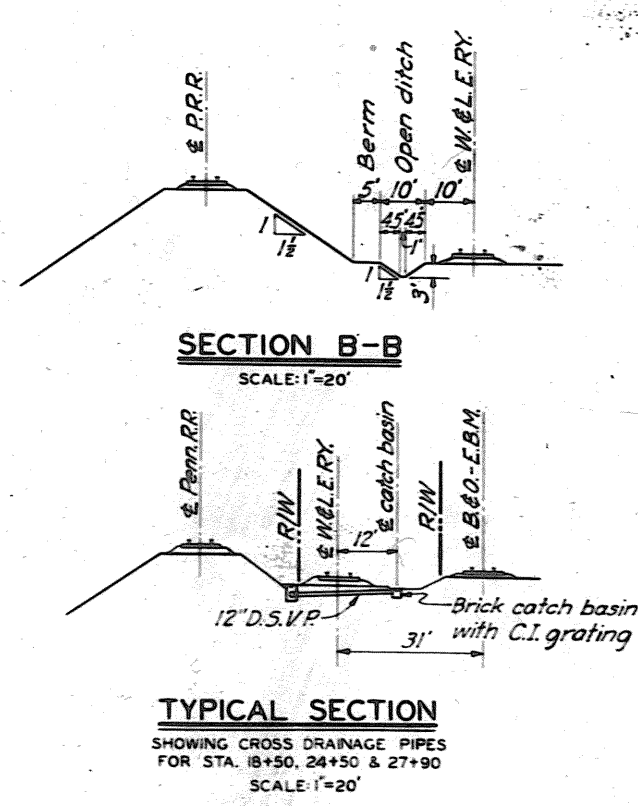 ℄ P.R.R.
Berm
Open ditch
℄ W.&L.E.RY.
5'
10'
10'
4.5'
4.5'
1'
1
1½
1
1½
3'
SECTION B-B
SCALE: 1"=20'
℄ Penn. R.R.
R/W
℄ W.&L.E.RY.
℄ catch basin
R/W
℄ B.&O.-E.B.M.
12'
12" D.S.V.P.
Brick catch basin
with C.I. grating
31'
TYPICAL SECTION
SHOWING CROSS DRAINAGE PIPES
FOR STA. 18+50, 24+50 & 27+90
SCALE: 1"=20'